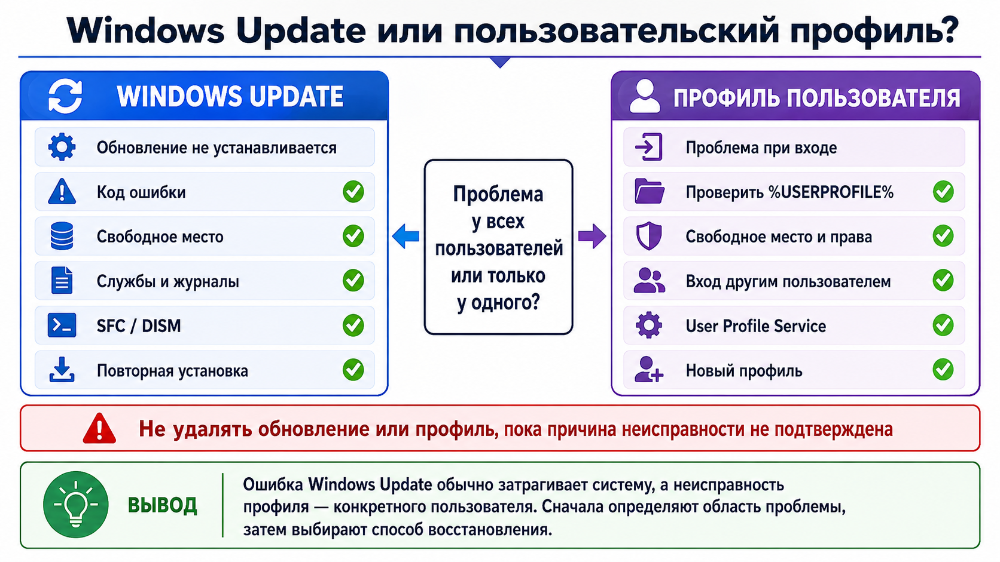 Windows Update или пользовательский профиль?
WINDOWS UPDATE
Обновление не устанавливается
Код ошибки
Свободное место
Службы и журналы
SFC / DISM
Повторная установка
Проблема
у всех
пользователей
или только
у одного?
ПРОФИЛЬ ПОЛЬЗОВАТЕЛЯ
Проблема при входе
Проверить %USERPROFILE%
Свободное место и права
Вход другим пользователем
User Profile Service
Новый профиль
Не удалять обновление или профиль, пока причина неисправности не подтверждена
ВЫВОД
Ошибка Windows Update обычно затрагивает систему, а неисправность
профиля — конкретного пользователя. Сначала определяют область проблемы,
затем выбирают способ восстановления.